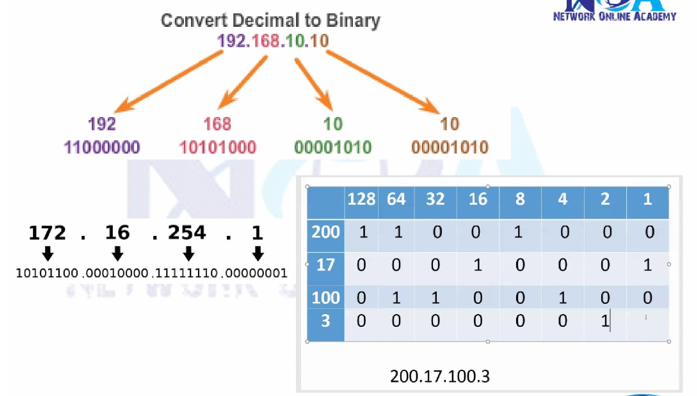 Convert Decimal to Binary
192.168.10.10
NETWORK ONLINE ACADEMY
192 168 10 10
11000000 10101000 00001010 00001010
172 . 16 . 254 . 1
10101100 .00010000 .11111110 .00000001
128 64 32 16 8 4 2 1
200 1 1 0 0 1 0 0 0
17 0 0 0 1 0 0 0 1
100 0 1 1 0 0 1 0 0
3 0 0 0 0 0 0 1
200.17.100.3